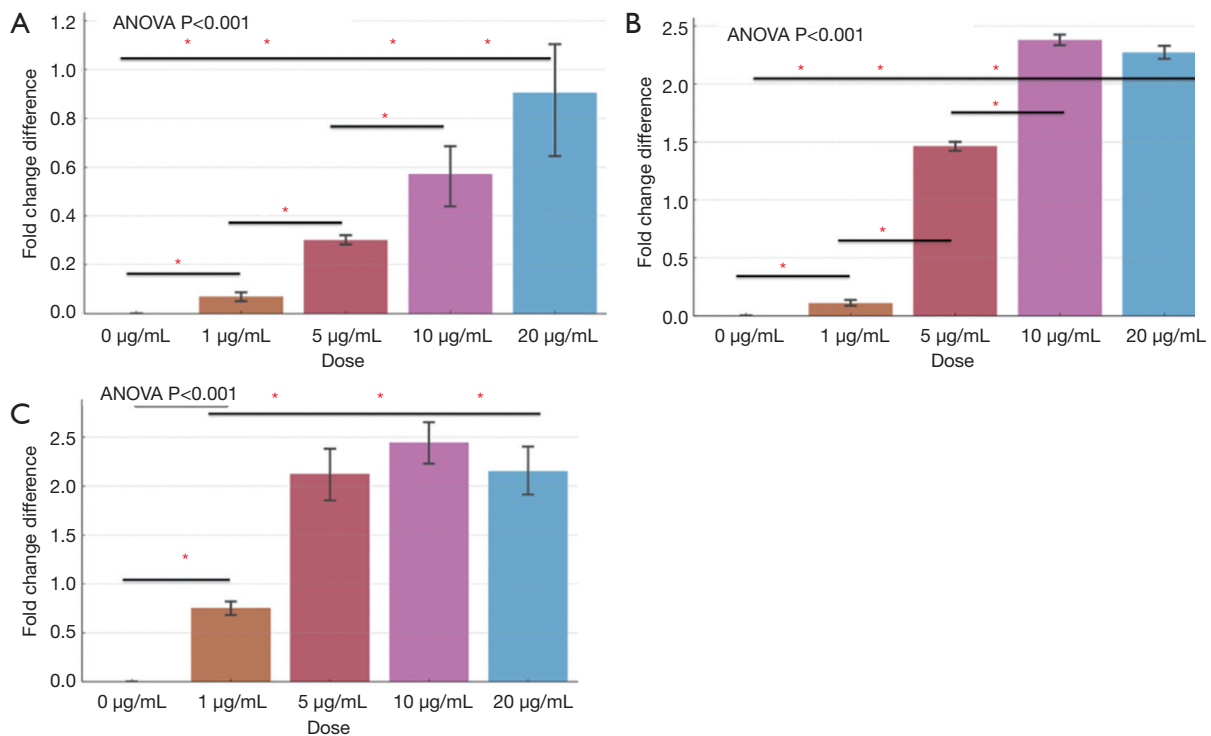 A
ANOVA P<0.001
* * * *
*
*
*
Fold change difference
1.2
1.0
0.8
0.6
0.4
0.2
0.0
0 µg/mL 1 µg/mL 5 µg/mL 10 µg/mL 20 µg/mL
Dose
B
ANOVA P<0.001
* * *
*
*
*
Fold change difference
2.5
2.0
1.5
1.0
0.5
0.0
0 µg/mL 1 µg/mL 5 µg/mL 10 µg/mL 20 µg/mL
Dose
C
ANOVA P<0.001
* * *
*
Fold change difference
2.5
2.0
1.5
1.0
0.5
0.0
0 µg/mL 1 µg/mL 5 µg/mL 10 µg/mL 20 µg/mL
Dose